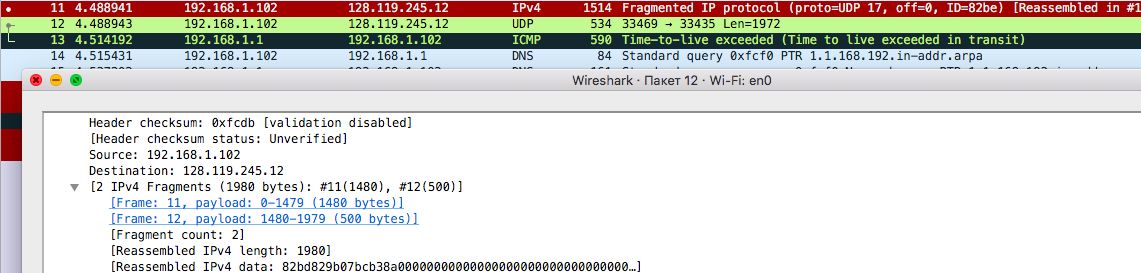 11 4.488941 192.168.1.102 128.119.245.12 IPv4 1514 Fragmented IP protocol (proto=UDP 17, off=0, ID=82be) [Reassembled in #1
12 4.488943 192.168.1.102 128.119.245.12 UDP 534 33469 → 33435 Len=1972
13 4.514192 192.168.1.1 192.168.1.102 ICMP 590 Time-to-live exceeded (Time to live exceeded in transit)
14 4.515431 192.168.1.102 192.168.1.1 DNS 84 Standard query 0xfcf0 PTR 1.1.168.192.in-addr.arpa
Wireshark · Пакет 12 · Wi-Fi: en0
Header checksum: 0xfcdb [validation disabled]
[Header checksum status: Unverified]
Source: 192.168.1.102
Destination: 128.119.245.12
[2 IPv4 Fragments (1980 bytes): #11(1480), #12(500)]
[Frame: 11, payload: 0-1479 (1480 bytes)]
[Frame: 12, payload: 1480-1979 (500 bytes)]
[Fragment count: 2]
[Reassembled IPv4 length: 1980]
[Reassembled IPv4 data: 82bd829b07bcb38a00000000000000000000000000000000…]